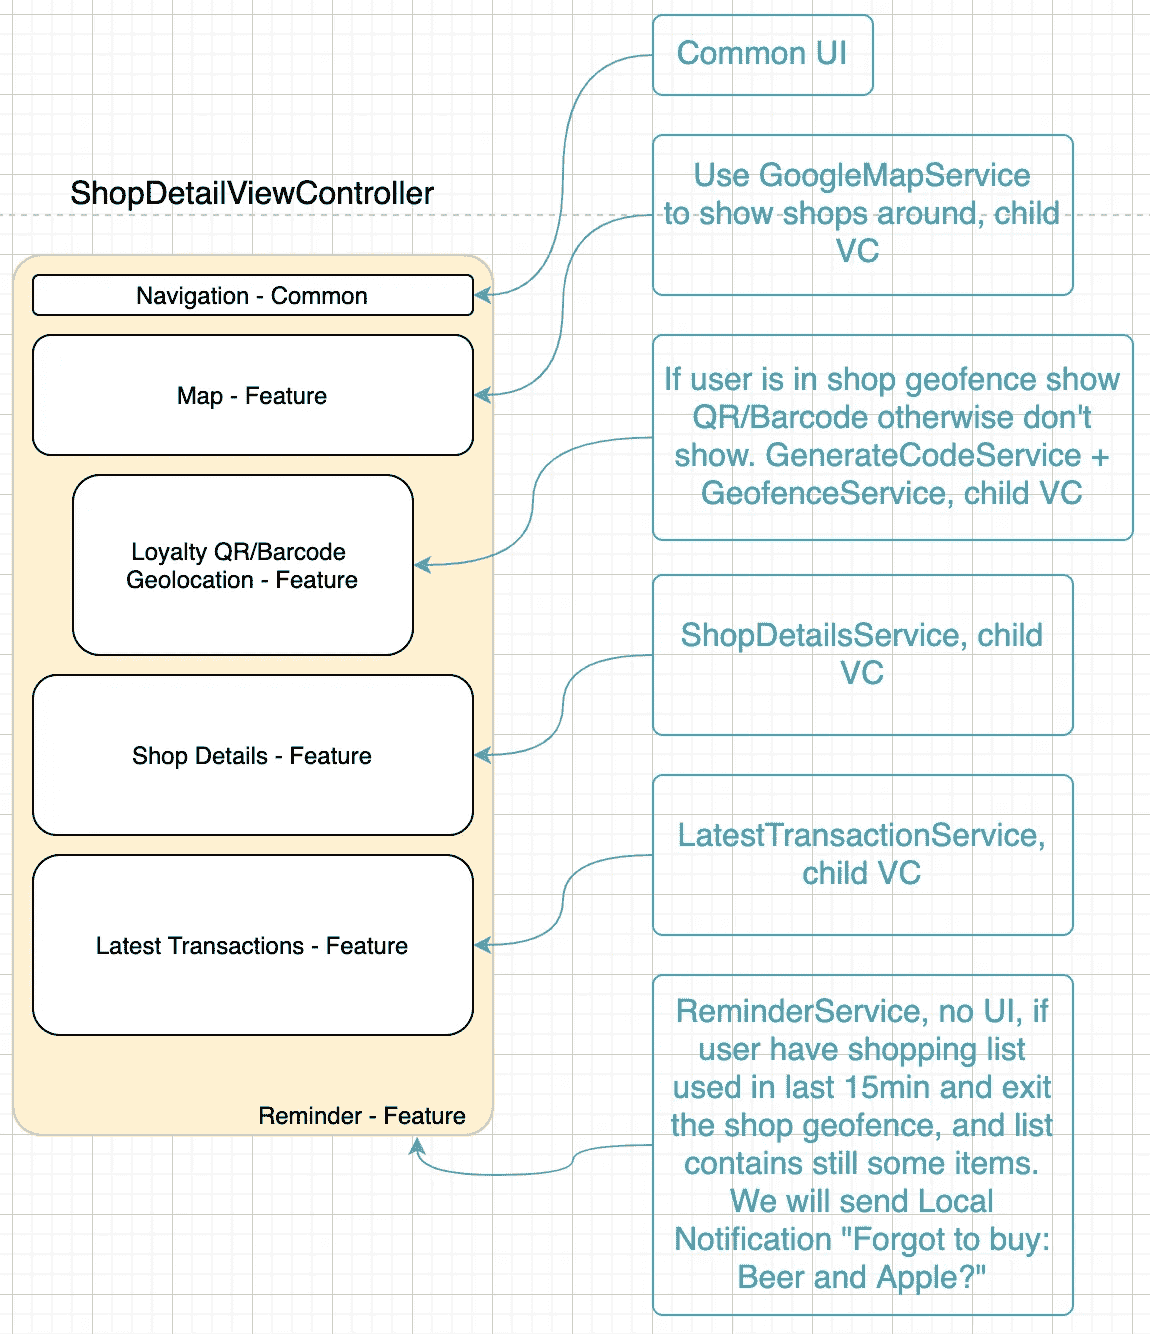 Common UI
Use GoogleMapService
to show shops around, child
VC
ShopDetailViewController
Navigation - Common
Map - Feature
If user is in shop geofence show
QR/Barcode otherwise don't
show. GenerateCodeService +
GeofenceService, child VC
Loyalty QR/Barcode
Geolocation - Feature
ShopDetailsService, child
VC
Shop Details - Feature
LatestTransactionService,
child VC
Latest Transactions - Feature
ReminderService, no UI, if
user have shopping list
used in last 15min and exit
the shop geofence, and list
contains still some items.
We will send Local
Notification "Forgot to buy:
Beer and Apple?"
Reminder - Feature